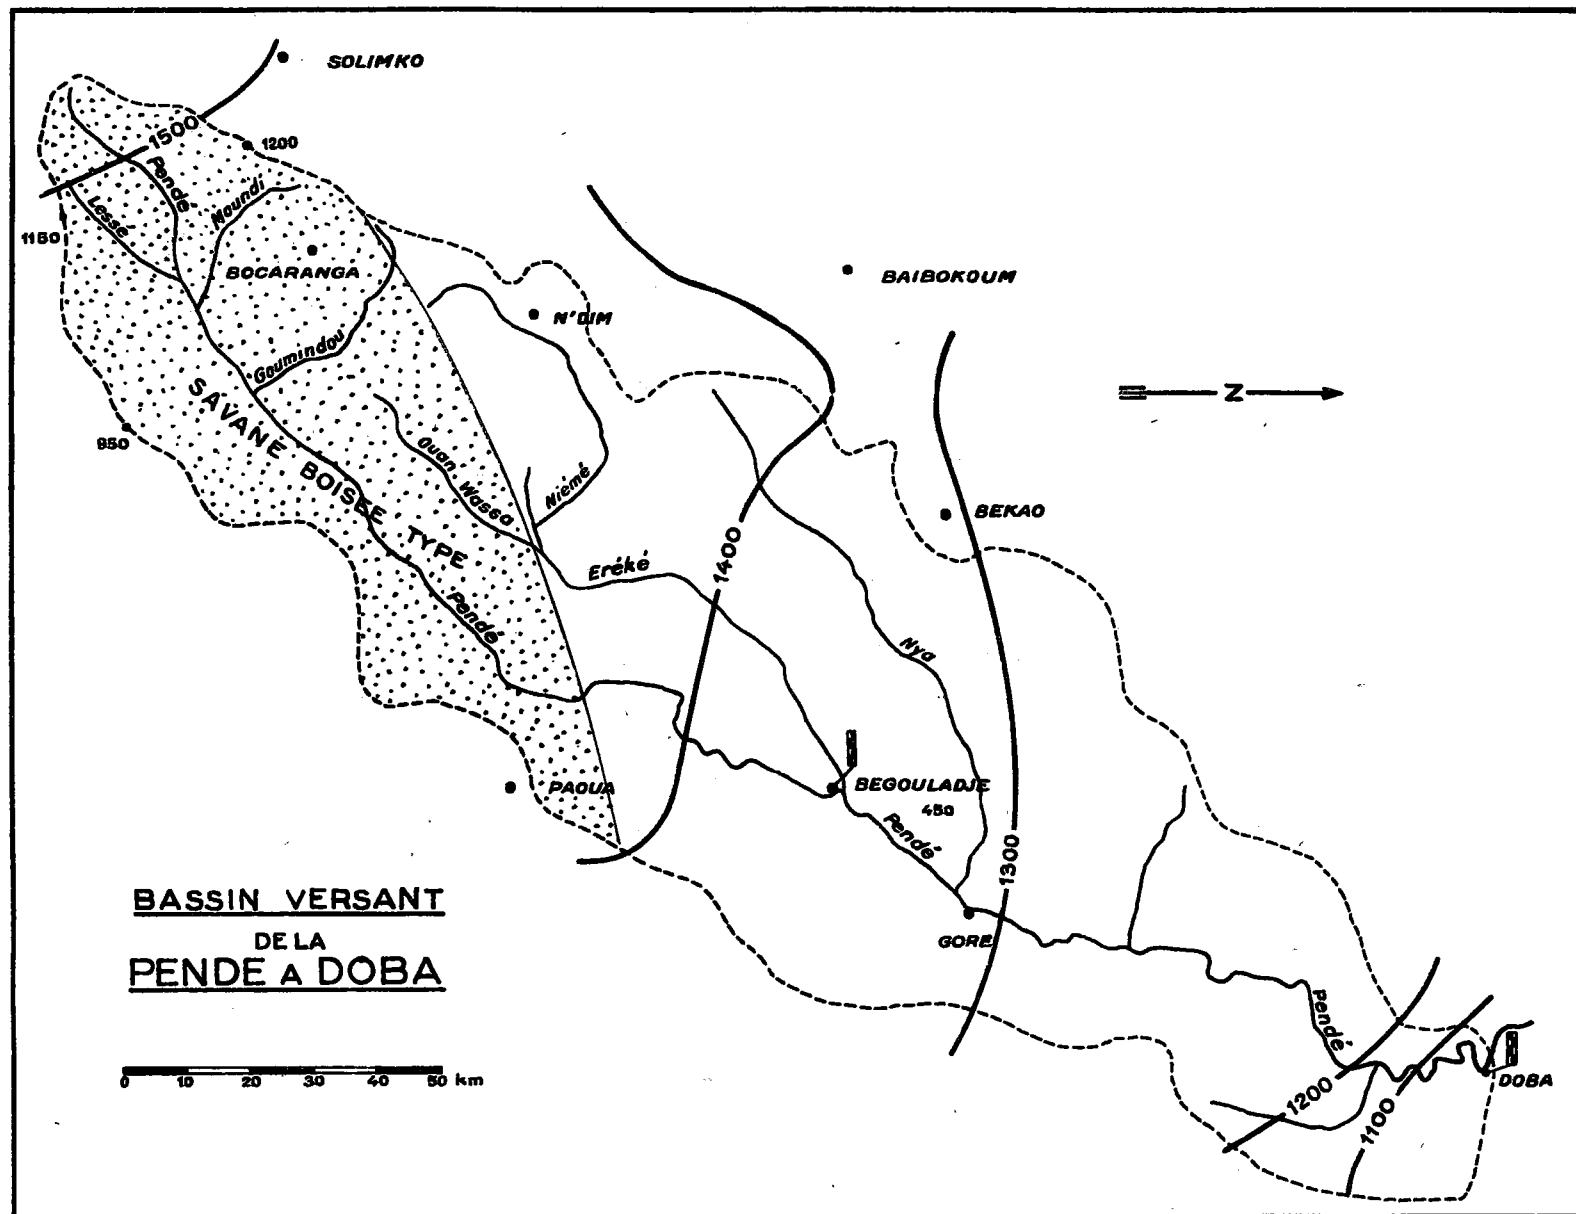 SOLIMKO
1500
1200
Pendé
Moundi
Lessé
1150
BOCARANGA
BAIBOKOUM
N'DIM
Goumindou
N
SAVANE BOISEE TYPE
950
Ouan Wassa
Niémé
BEKAO
1400
Eréké
Pendé
Nya
PAOUA
BEGOULADJE
450
Pendé
1300
BASSIN VERSANT
DE LA
PENDE A DOBA
GORE
Pendé
0 10 20 30 40 50 km
DOBA
1200
1100